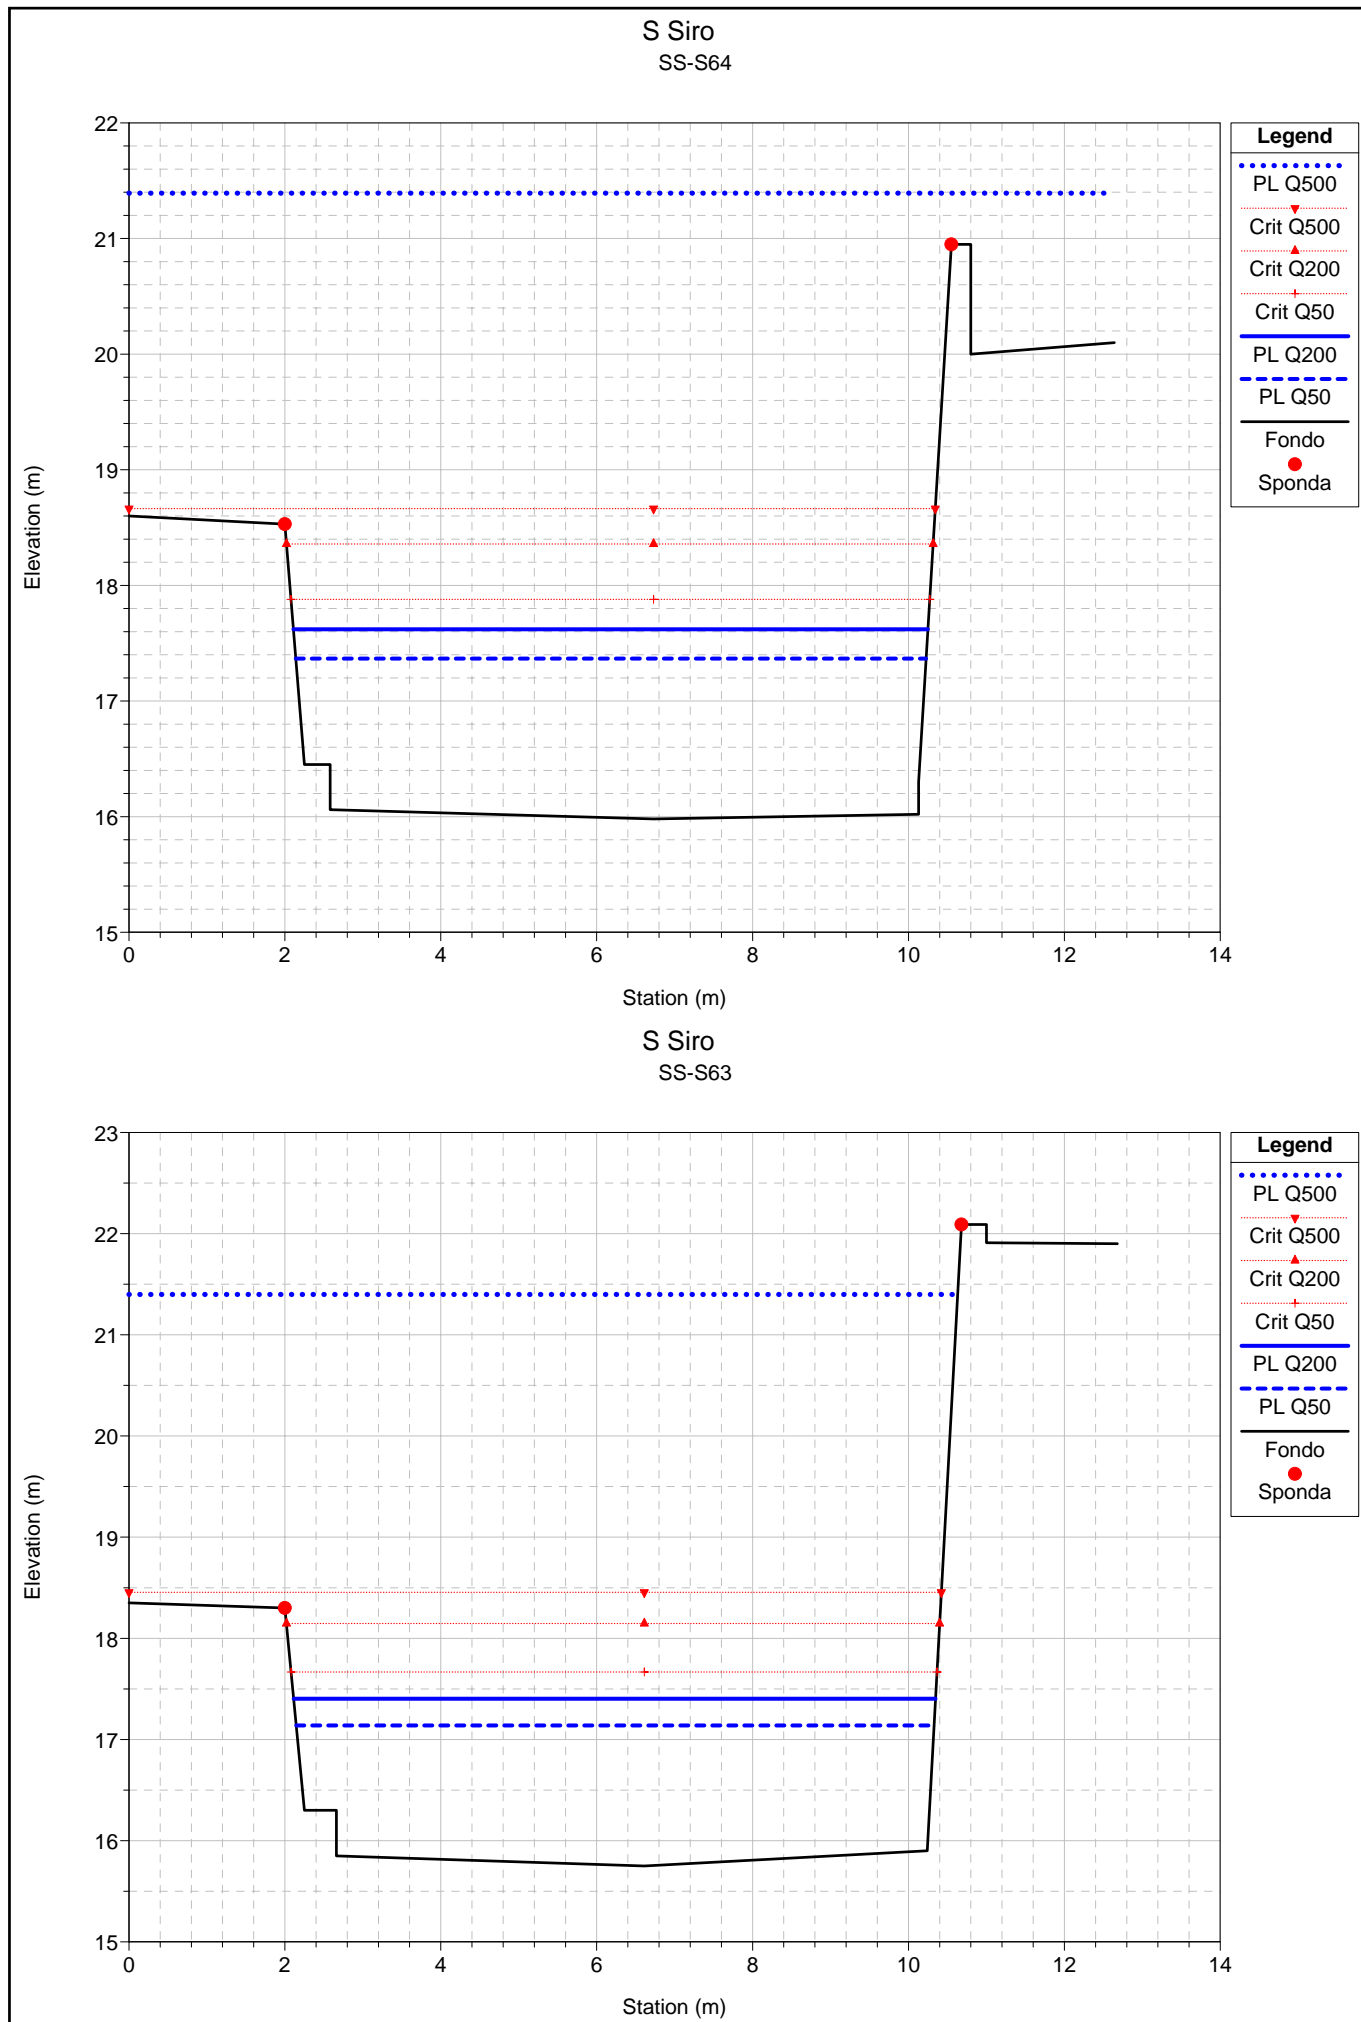 S Siro
SS-S64
22
21
20
19
18
17
16
15
0 2 4 6 8 10 12 14
Elevation (m)
Station (m)
Legend
PL Q500
Crit Q500
Crit Q200
Crit Q50
PL Q200
PL Q50
Fondo
Sponda
S Siro
SS-S63
23
22
21
20
19
18
17
16
15
0 2 4 6 8 10 12 14
Elevation (m)
Station (m)
Legend
PL Q500
Crit Q500
Crit Q200
Crit Q50
PL Q200
PL Q50
Fondo
Sponda